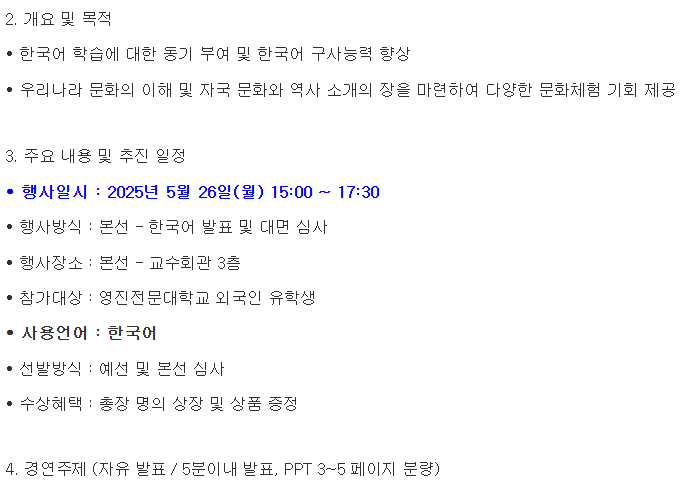 2. 개요 및 목적
• 한국어 학습에 대한 동기 부여 및 한국어 구사능력 향상
• 우리나라 문화의 이해 및 자국 문화와 역사 소개의 장을 마련하여 다양한 문화체험 기회 제공
3. 주요 내용 및 추진 일정
• 행사일시 : 2025년 5월 26일(월) 15:00 ~ 17:30
• 행사방식 : 본선 - 한국어 발표 및 대면 심사
• 행사장소 : 본선 - 교수회관 3층
• 참가대상 : 영진전문대학교 외국인 유학생
• 사용언어 : 한국어
• 선발방식 : 예선 및 본선 심사
• 수상혜택 : 총장 명의 상장 및 상품 증정
4. 경연주제 (자유 발표 / 5분이내 발표, PPT 3~5 페이지 분량)